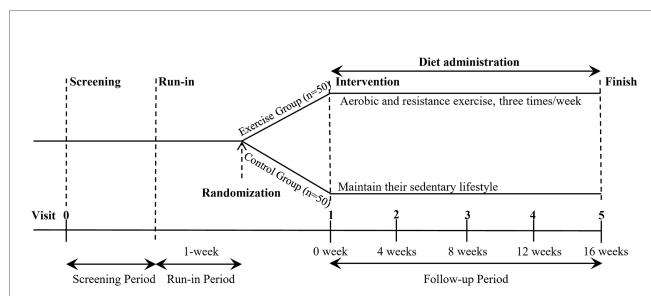 Diet administration
Screening Run-in Intervention Finish
Exercise Group (n=50)
Aerobic and resistance exercise, three times/week
Control Group (n=50)
Randomization
Maintain their sedentary lifestyle
Visit 0 1 2 3 4 5
1-week 0 week 4 weeks 8 weeks 12 weeks 16 weeks
Screening Period Run-in Period Follow-up Period